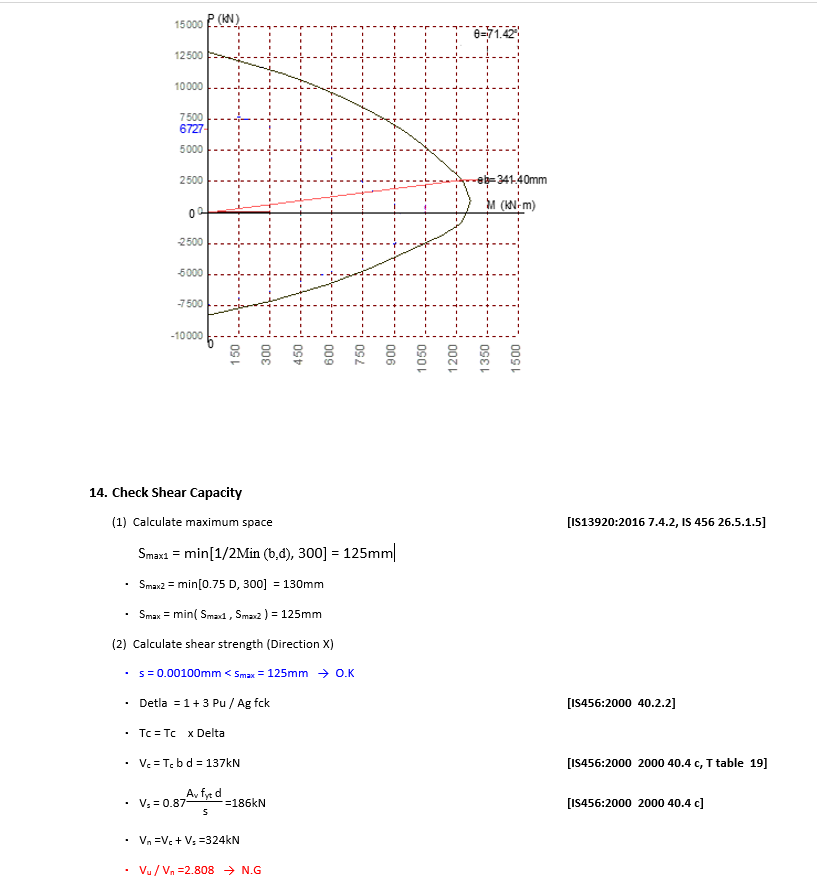 P (kN)
15000
θ=71.42°
12500
10000
7500
6727
5000
2500
eb=341.40mm
M (kN-m)
0
-2500
-5000
-7500
-10000
0
150
300
450
600
750
900
1050
1200
1350
1500
14. Check Shear Capacity
(1) Calculate maximum space [IS13920:2016 7.4.2, IS 456 26.5.1.5]
Smax1 = min[1/2Min (b,d), 300] = 125mm
· Smax2 = min[0.75 D, 300] = 130mm
· Smax = min( Smax1 , Smax2 ) = 125mm
(2) Calculate shear strength (Direction X)
· s = 0.00100mm < smax = 125mm → O.K
· Detla = 1 + 3 Pu / Ag fck [IS456:2000 40.2.2]
· Tc = Tc x Delta
· Vc = Tc b d = 137kN [IS456:2000 2000 40.4 c, T table 19]
· Vs = 0.87 Av fyt d / s =186kN [IS456:2000 2000 40.4 c]
· Vn =Vc + Vs =324kN
· Vu / Vn =2.808 → N.G